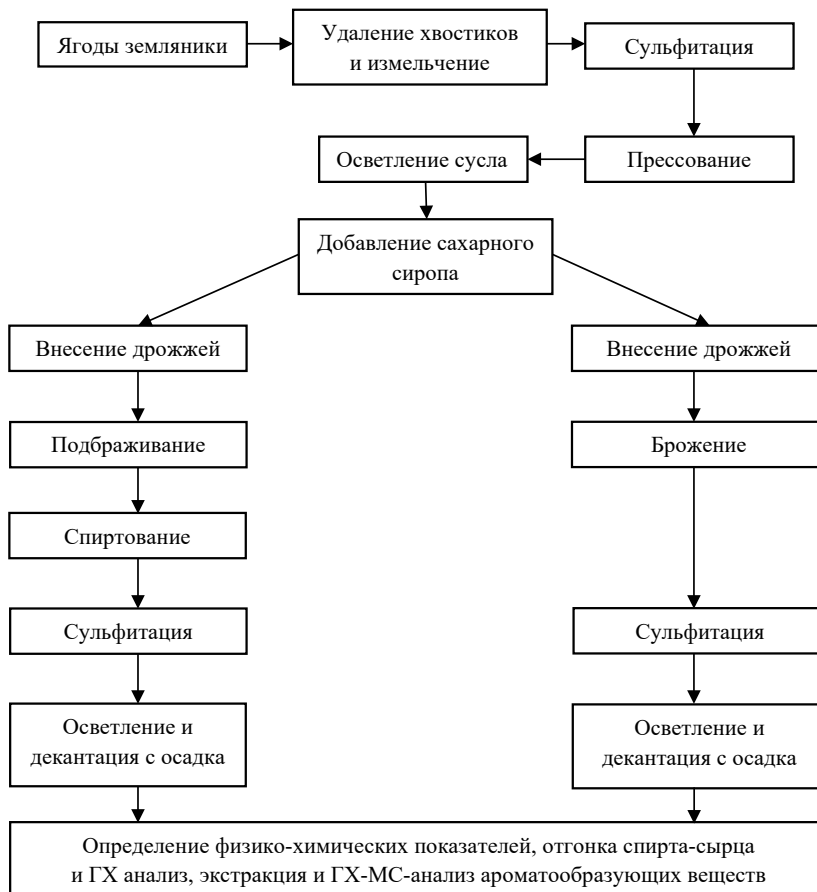 Ягоды земляники
Удаление хвостиков
и измельчение
Сульфитация
Прессование
Осветление сусла
Добавление сахарного
сиропа
Внесение дрожжей
Подбраживание
Спиртование
Сульфитация
Осветление и
декантация с осадка
Внесение дрожжей
Брожение
Сульфитация
Осветление и
декантация с осадка
Определение физико-химических показателей, отгонка спирта-сырца
и ГХ анализ, экстракция и ГХ-МС-анализ ароматообразующих веществ